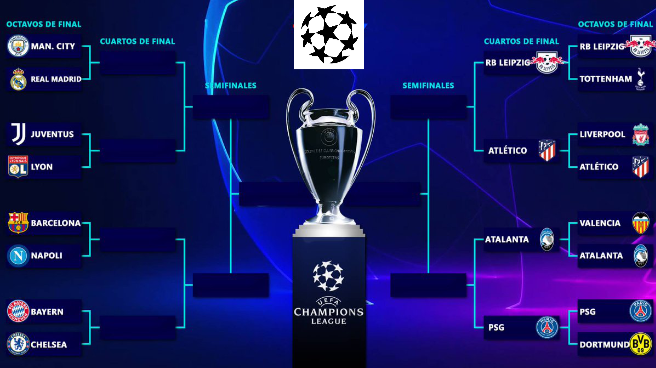 OCTAVOS DE FINAL
MAN. CITY
REAL MADRID
JUVENTUS
LYON
BARCELONA
NAPOLI
BAYERN
CHELSEA
CUARTOS DE FINAL
SEMIFINALES
UEFA
CHAMPIONS
LEAGUE
SEMIFINALES
CUARTOS DE FINAL
RB LEIPZIG
ATLÉTICO
ATALANTA
PSG
OCTAVOS DE FINAL
RB LEIPZIG
TOTTENHAM
LIVERPOOL
ATLÉTICO
VALENCIA
ATALANTA
PSG
DORTMUND
BVB
09